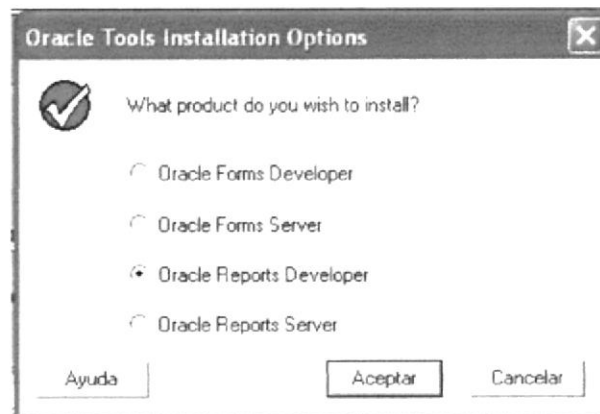 Oracle Tools Installation Options
What product do you wish to install?
Oracle Forms Developer
Oracle Forms Server
Oracle Reports Developer
Oracle Reports Server
Ayuda Aceptar Cancelar